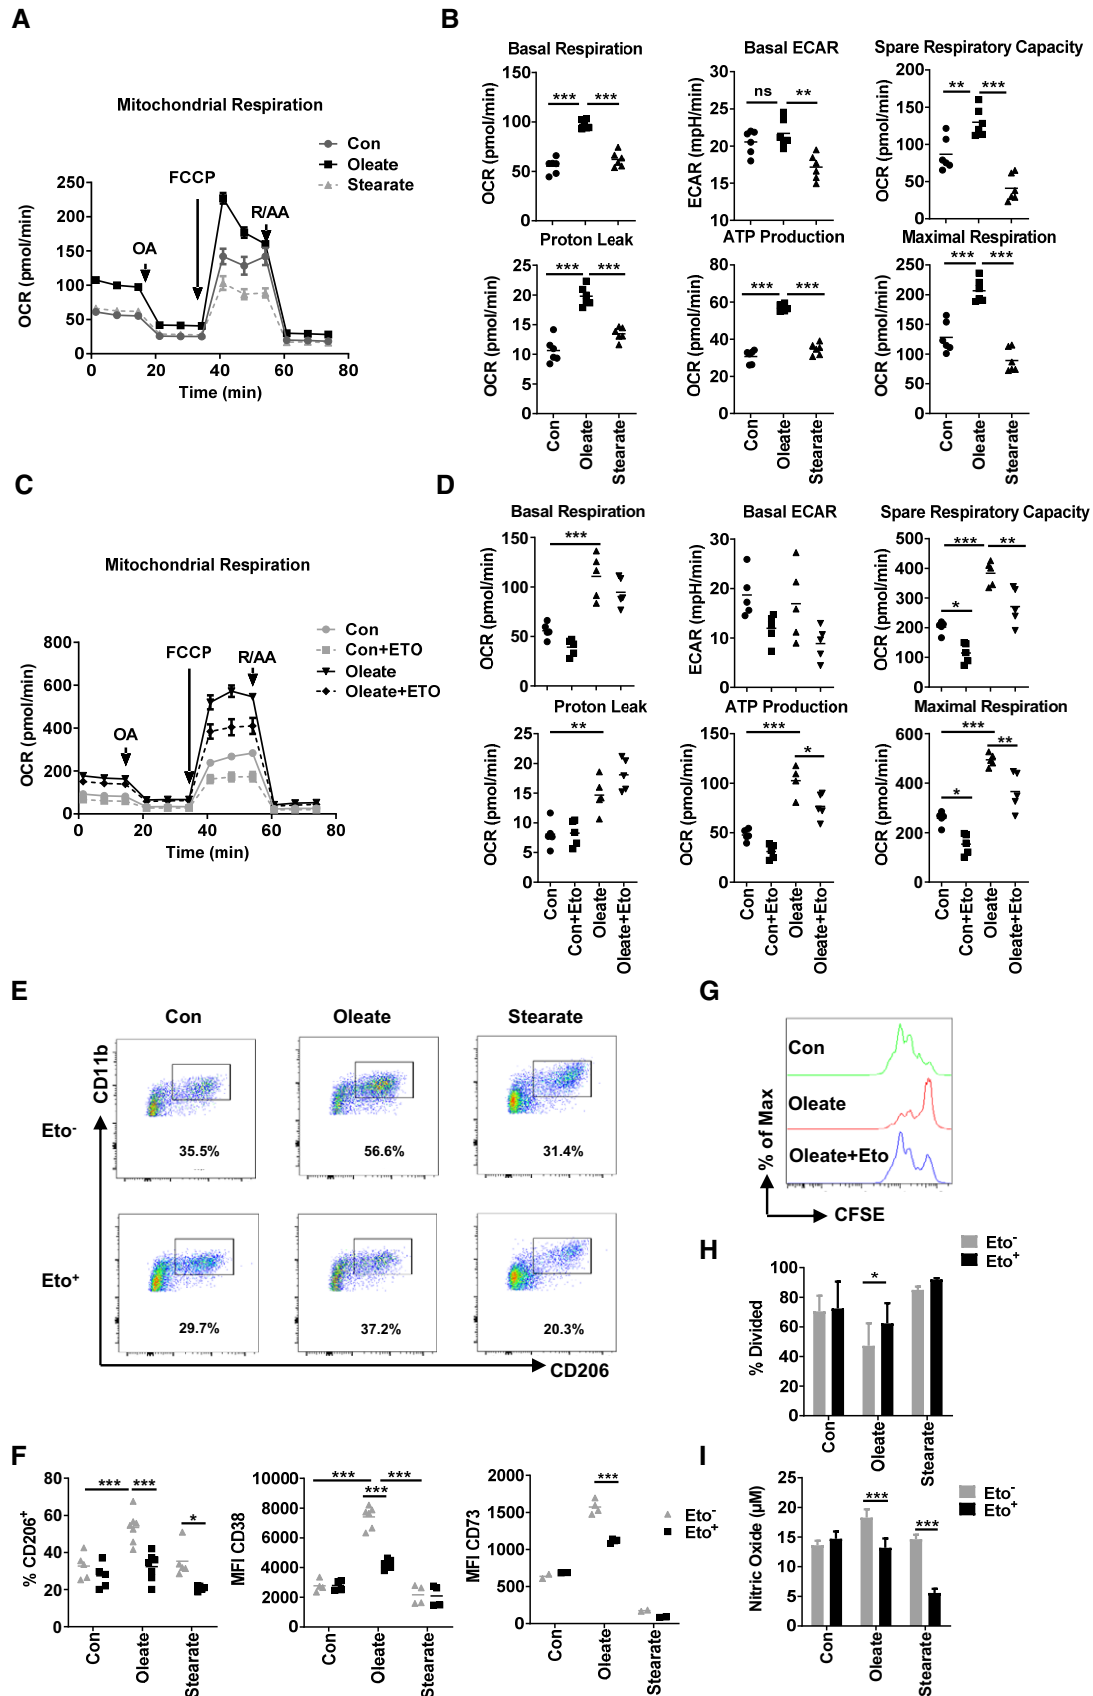 A
Mitochondrial Respiration
Con
Oleate
Stearate
FCCP
OA
R/AA
OCR (pmol/min)
250
200
150
100
50
0
0 20 40 60 80
Time (min)
B
Basal Respiration
OCR (pmol/min)
150
100
50
0
*** ***
Basal ECAR
ECAR (mpH/min)
30
25
20
15
10
ns **
Spare Respiratory Capacity
OCR (pmol/min)
200
150
100
50
0
** ***
Proton Leak
OCR (pmol/min)
25
20
15
10
5
0
*** ***
Con Oleate Stearate
ATP Production
OCR (pmol/min)
80
60
40
20
0
*** ***
Con Oleate Stearate
Maximal Respiration
OCR (pmol/min)
250
200
150
100
50
0
*** ***
Con Oleate Stearate
C
Mitochondrial Respiration
Con
Con+ETO
Oleate
Oleate+ETO
FCCP
OA
R/AA
OCR (pmol/min)
800
600
400
200
0
0 20 40 60 80
Time (min)
D
Basal Respiration
OCR (pmol/min)
150
100
50
0
***
Basal ECAR
ECAR (mpH/min)
30
20
10
0
Spare Respiratory Capacity
OCR (pmol/min)
500
400
300
200
100
0
*** **
*
Proton Leak
OCR (pmol/min)
25
20
15
10
5
0
**
Con Con+Eto Oleate Oleate+Eto
ATP Production
OCR (pmol/min)
150
100
50
0
***
*
Con Con+Eto Oleate Oleate+Eto
Maximal Respiration
OCR (pmol/min)
600
400
200
0
***
**
*
Con Con+Eto Oleate Oleate+Eto
E
Con Oleate Stearate
CD11b
Eto-
35.5% 56.6% 31.4%
Eto+
29.7% 37.2% 20.3%
CD206
F
% CD206+
80
60
40
20
0
*** ***
*
Con Oleate Stearate
MFI CD38
10000
8000
6000
4000
2000
0
*** ***
***
Con Oleate Stearate
MFI CD73
2000
1500
1000
500
0
***
Eto-
Eto+
Con Oleate Stearate
G
Con
Oleate
Oleate+Eto
% of Max
CFSE
H
Eto-
Eto+
% Divided
100
80
60
40
20
0
*
Con Oleate Stearate
I
Eto-
Eto+
Nitric Oxide (µM)
25
20
15
10
5
0
***
***
Con Oleate Stearate